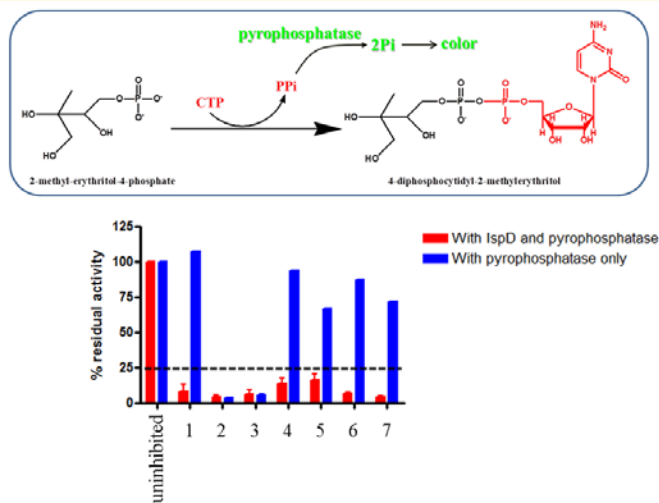 pyrophosphatase
2Pi
color
PPi
CTP
HO
OH
HO
O
P
O
O-
O-
HO
OH
HO
O
P
O
O-
O
P
O
O-
O
O
H
H
H
H
OH
OH
N
N
O
NH2
2-methyl-erythritol-4-phosphate
4-diphosphocytidyl-2-methylerythritol
With IspD and pyrophosphatase
With pyrophosphatase only
% residual activity
125
100
75
50
25
0
uninhibited
1
2
3
4
5
6
7